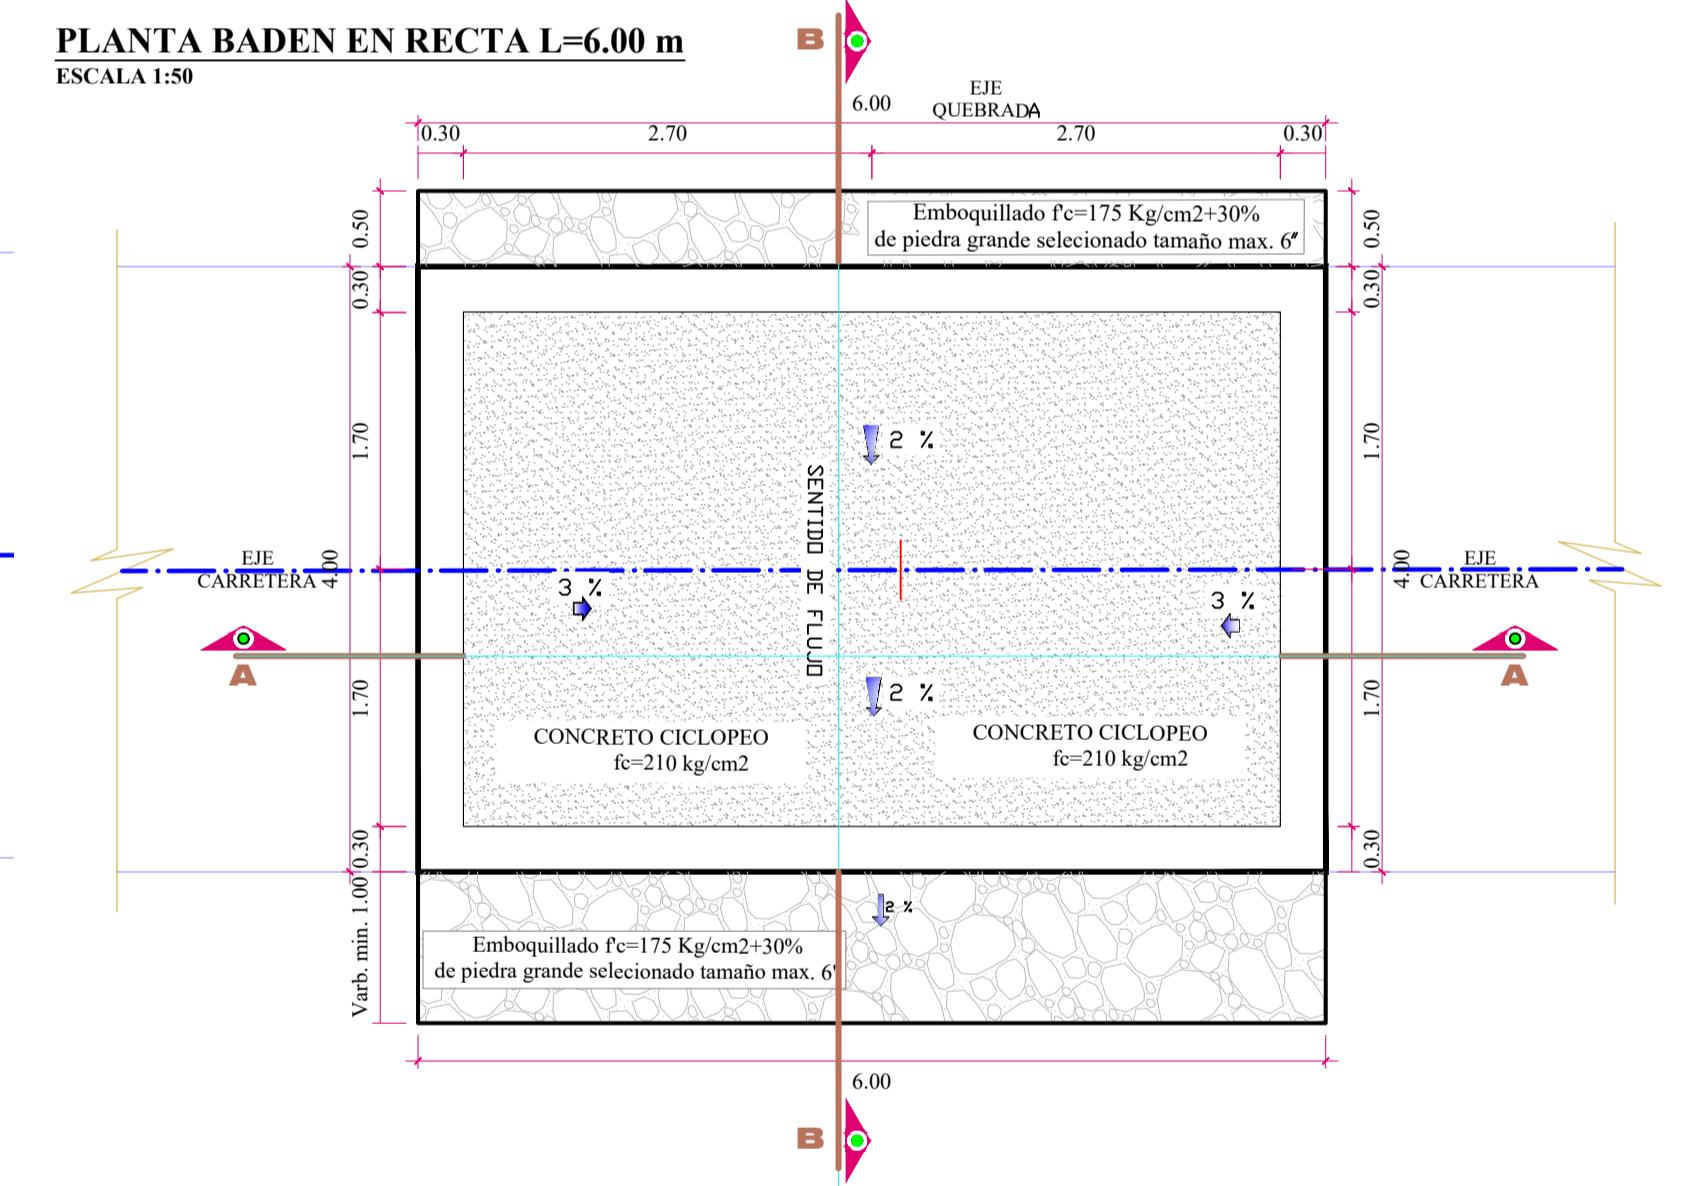 PLANTA BADEN EN RECTA L=6.00 m
ESCALA 1:50
B
EJE
QUEBRADA
6.00
0.30
2.70
2.70
0.30
0.50
0.50
Emboquillado f'c=175 Kg/cm2+30%
de piedra grande selecionado tamaño max. 6"
0.30
0.30
1.70
1.70
2 %
SENTIDO DE FLUJO
EJE
CARRETERA
4.00
4.00
EJE
CARRETERA
3 %
3 %
A
A
1.70
1.70
2 %
CONCRETO CICLOPEO
fc=210 kg/cm2
CONCRETO CICLOPEO
fc=210 kg/cm2
0.30
0.30
Varb. min. 1.00
2 %
Emboquillado f'c=175 Kg/cm2+30%
de piedra grande selecionado tamaño max. 6"
6.00
B